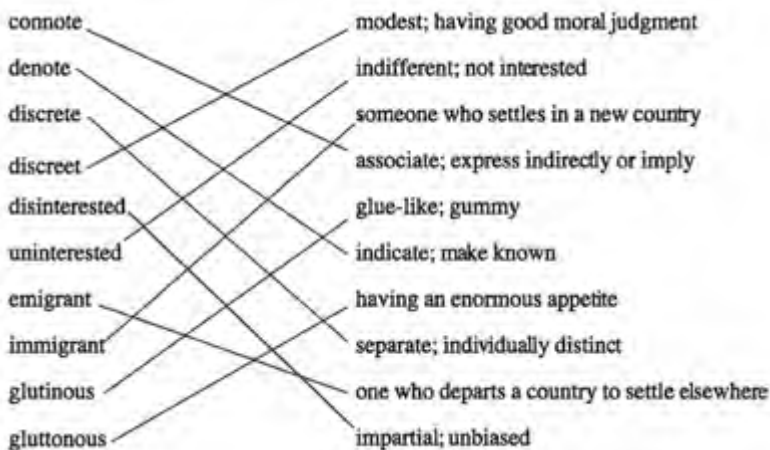 connote modest; having good moral judgment
denote indifferent; not interested
discrete someone who settles in a new country
discreet associate; express indirectly or imply
disinterested glue-like; gummy
uninterested indicate; make known
emigrant having an enormous appetite
immigrant separate; individually distinct
glutinous one who departs a country to settle elsewhere
gluttonous impartial; unbiased